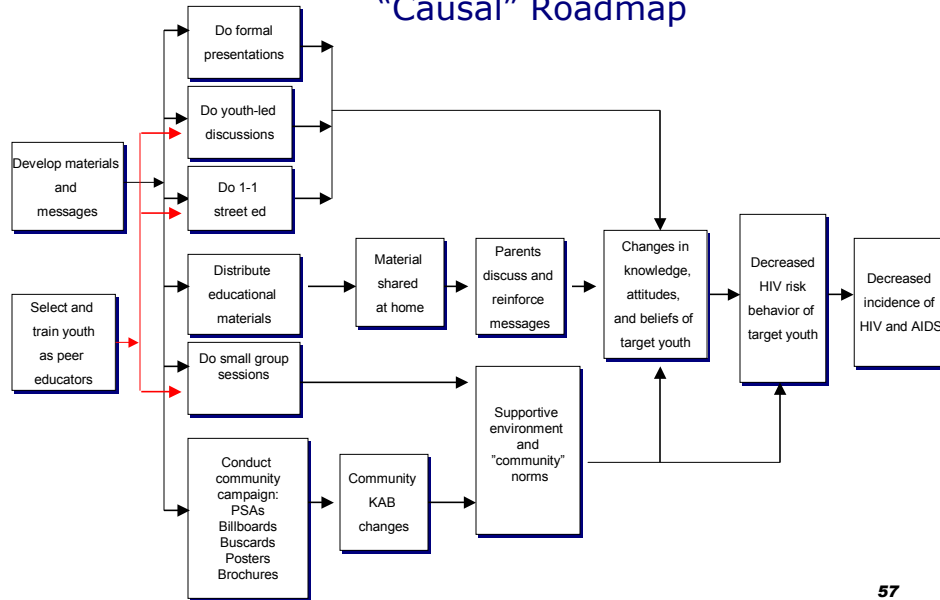 "Causal" Roadmap
Do formal
presentations
Do youth-led
discussions
Develop materials
and
messages
Do 1-1
street ed
Distribute
educational
materials
Material
shared
at home
Parents
discuss and
reinforce
messages
Changes in
knowledge,
attitudes,
and beliefs of
target youth
Decreased
HIV risk
behavior of
target youth
Decreased
incidence of
HIV and AIDS
Select and
train youth
as peer
educators
Do small group
sessions
Supportive
environment
and
"community"
norms
Conduct
community
campaign:
PSAs
Billboards
Buscards
Posters
Brochures
Community
KAB
changes
57